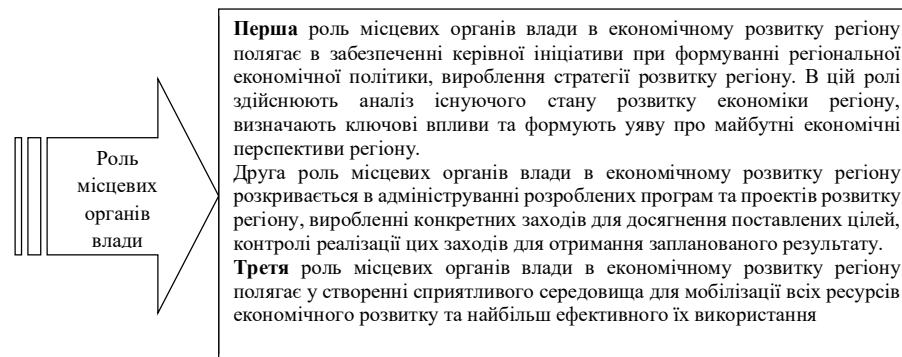 Роль
місцевих
органів
влади
Перша роль місцевих органів влади в економічному розвитку регіону
полягає в забезпеченні керівної ініціативи при формуванні регіональної
економічної політики, вироблення стратегії розвитку регіону. В цій ролі
здійснюють аналіз існуючого стану розвитку економіки регіону,
визначають ключові впливи та формують уяву про майбутні економічні
перспективи регіону.
Друга роль місцевих органів влади в економічному розвитку регіону
розкривається в адмініструванні розроблених програм та проектів розвитку
регіону, виробленні конкретних заходів для досягнення поставлених цілей,
контролі реалізації цих заходів для отримання запланованого результату.
Третя роль місцевих органів влади в економічному розвитку регіону
полягає у створенні сприятливого середовища для мобілізації всіх ресурсів
економічного розвитку та найбільш ефективного їх використання